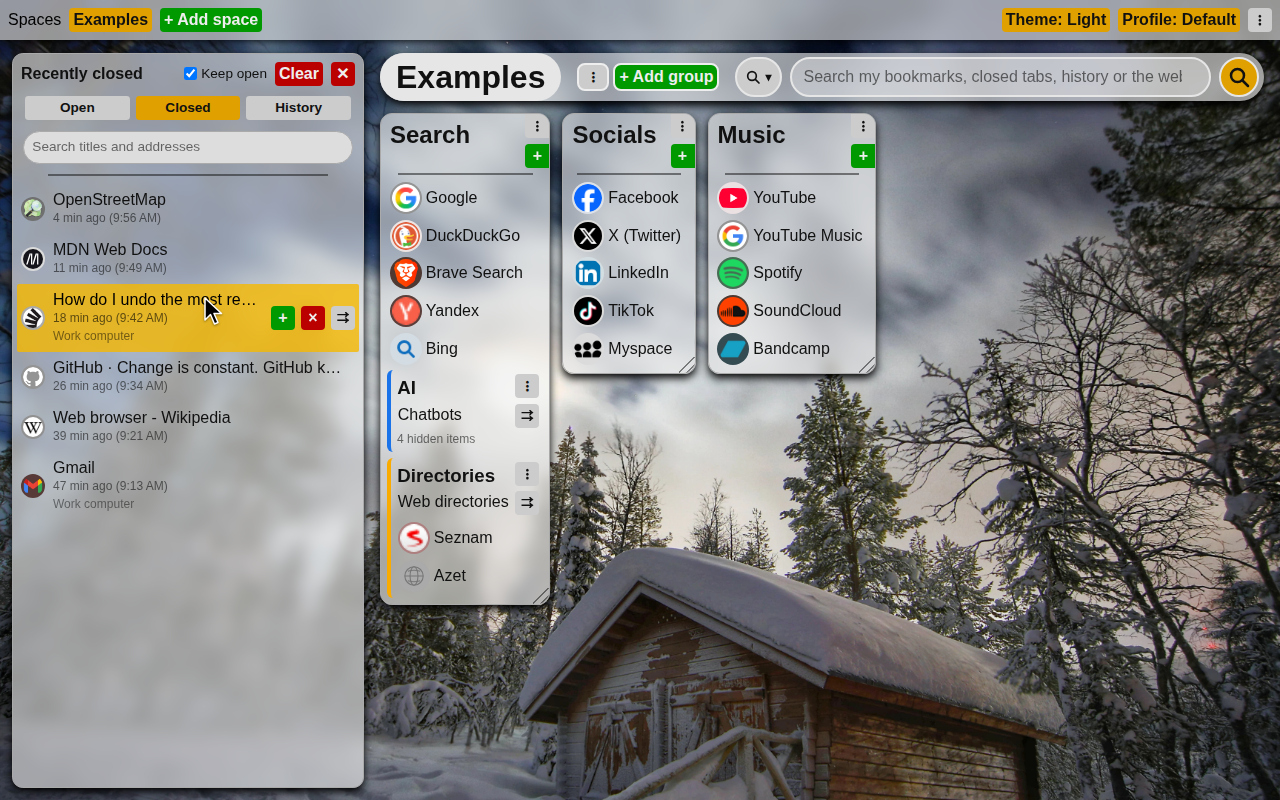 Spaces Examples + Add space Theme: Light Profile: Default
Recently closed Keep open Clear
Open Closed History
Search titles and addresses
OpenStreetMap
4 min ago (9:56 AM)
MDN Web Docs
11 min ago (9:49 AM)
How do I undo the most re…
18 min ago (9:42 AM)
Work computer
GitHub · Change is constant. GitHub k…
26 min ago (9:34 AM)
Web browser - Wikipedia
39 min ago (9:21 AM)
Gmail
47 min ago (9:13 AM)
Work computer
Examples + Add group Search my bookmarks, closed tabs, history or the wel
Search
+
Google
DuckDuckGo
Brave Search
Yandex
Bing
AI
Chatbots
4 hidden items
Directories
Web directories
Seznam
Azet
Socials
+
Facebook
X (Twitter)
LinkedIn
TikTok
Myspace
Music
+
YouTube
YouTube Music
Spotify
SoundCloud
Bandcamp